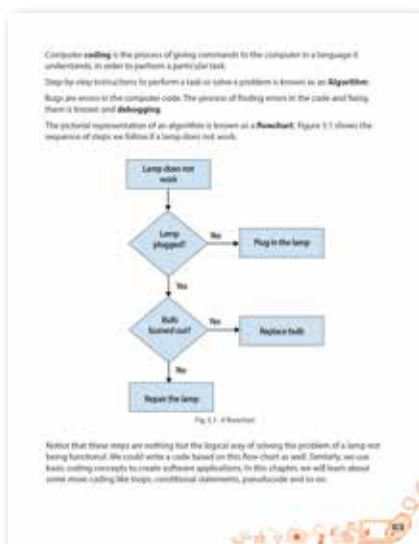 Computer coding is the process of giving commands to the computer in a language it
understands, in order to perform a particular task.
Step-by-step instructions to perform a task or solve a problem is known as an Algorithm.
Bugs are errors in the computer code. The process of finding errors in the code and fixing
them is known and debugging.
The pictorial representation of an algorithm is known as a flowchart. Figure 5.1 shows the
sequence of steps we follow if a lamp does not work.
Lamp does not
work
Lamp
plugged?
No
Plug in the lamp
Yes
Bulb
burned out?
Yes
Replace bulb
No
Repair the lamp
Fig. 5.1 : A flowchart
Notice that these steps are nothing but the logical way of solving the problem of a lamp not
being functional. We could write a code based on this flow chart as well. Similarly, we use
basic coding concepts to create software applications. In this chapter, we will learn about
some more coding like loops, conditional statements, pseudocode and so on.